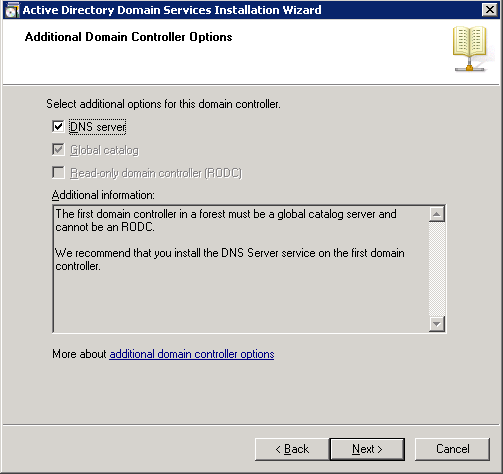 Active Directory Domain Services Installation Wizard
Additional Domain Controller Options
Select additional options for this domain controller.
DNS server
Global catalog
Read-only domain controller (RODC)
Additional information:
The first domain controller in a forest must be a global catalog server and
cannot be an RODC.
We recommend that you install the DNS Server service on the first domain
controller.
More about additional domain controller options
< Back Next > Cancel